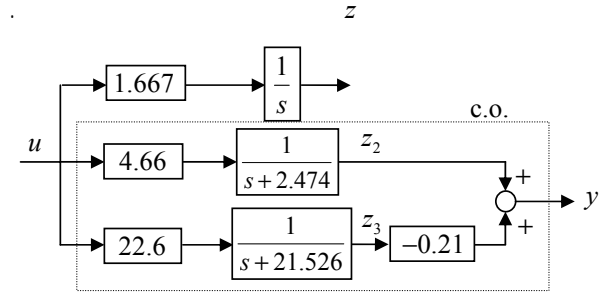 .
z
1.667
1
s
c.o.
u
4.66
1
s + 2.474
z₂
+
y
22.6
1
s + 21.526
z₃
−0.21
+